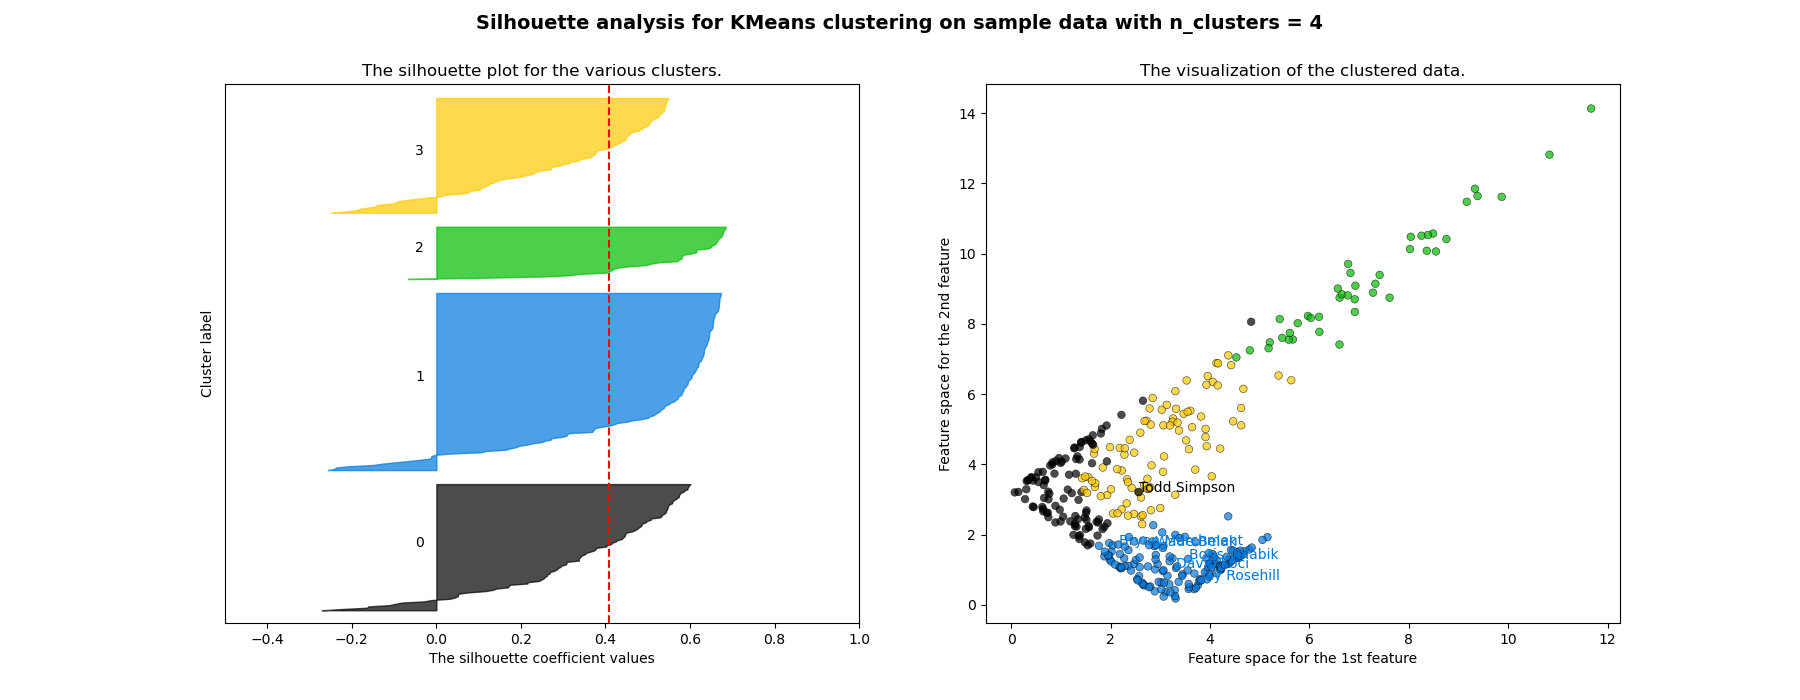 Silhouette analysis for KMeans clustering on sample data with n_clusters = 4
The silhouette plot for the various clusters.
Cluster label
3
2
1
0
−0.4 −0.2 0.0 0.2 0.4 0.6 0.8 1.0
The silhouette coefficient values
The visualization of the clustered data.
Feature space for the 2nd feature
14
12
10
8
6
4
2
0
Todd Simpson
Rosehill
0 2 4 6 8 10 12
Feature space for the 1st feature